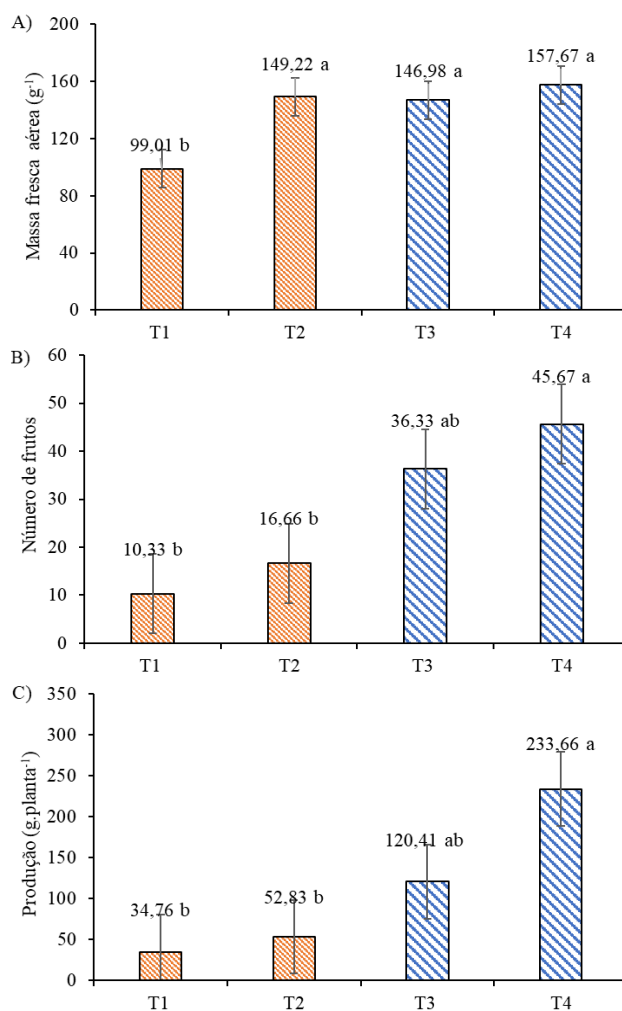 A)
Massa fresca aérea (g⁻¹)
200
160
120
80
40
0
99,01 b
149,22 a
146,98 a
157,67 a
T1 T2 T3 T4
B)
Número de frutos
60
50
40
30
20
10
0
10,33 b
16,66 b
36,33 ab
45,67 a
T1 T2 T3 T4
C)
Produção (g.planta⁻¹)
350
300
250
200
150
100
50
0
34,76 b
52,83 b
120,41 ab
233,66 a
T1 T2 T3 T4